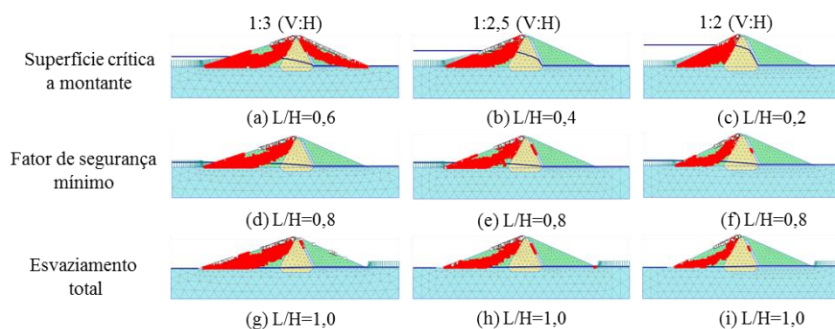 1:3 (V:H) 1:2,5 (V:H) 1:2 (V:H)
Superfície crítica
a montante
(a) L/H=0,6 (b) L/H=0,4 (c) L/H=0,2
Fator de segurança
mínimo
(d) L/H=0,8 (e) L/H=0,8 (f) L/H=0,8
Esvaziamento
total
(g) L/H=1,0 (h) L/H=1,0 (i) L/H=1,0